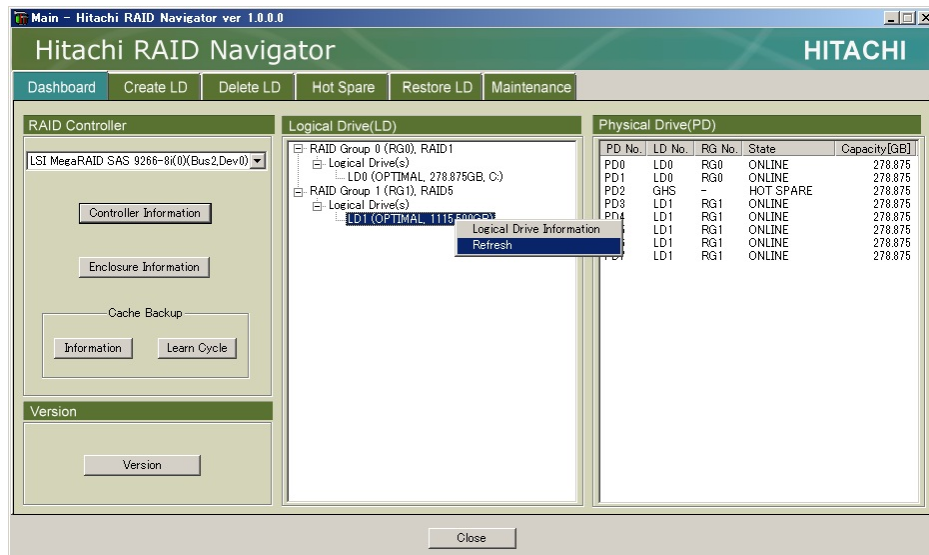 Main - Hitachi RAID Navigator ver 1.0.0.0
Hitachi RAID Navigator
HITACHI
Dashboard Create LD Delete LD Hot Spare Restore LD Maintenance
RAID Controller
LSI MegaRAID SAS 9266-8i(0)(Bus2,Dev0)
Controller Information
Enclosure Information
Cache Backup
Information Learn Cycle
Version
Version
Logical Drive(LD)
RAID Group 0 (RG0), RAID1
Logical Drive(s)
LD0 (OPTIMAL, 278.875GB, C:)
RAID Group 1 (RG1), RAID5
Logical Drive(s)
LD1 (OPTIMAL, 1115.500GB)
Logical Drive Information
Refresh
Physical Drive(PD)
PD No. LD No. RG No. State Capacity[GB]
PD0 LD0 RG0 ONLINE 278.875
PD1 LD0 RG0 ONLINE 278.875
PD2 GHS - HOT SPARE 278.875
PD3 LD1 RG1 ONLINE 278.875
PD4 LD1 RG1 ONLINE 278.875
LD1 RG1 ONLINE 278.875
LD1 RG1 ONLINE 278.875
LD1 RG1 ONLINE 278.875
Close